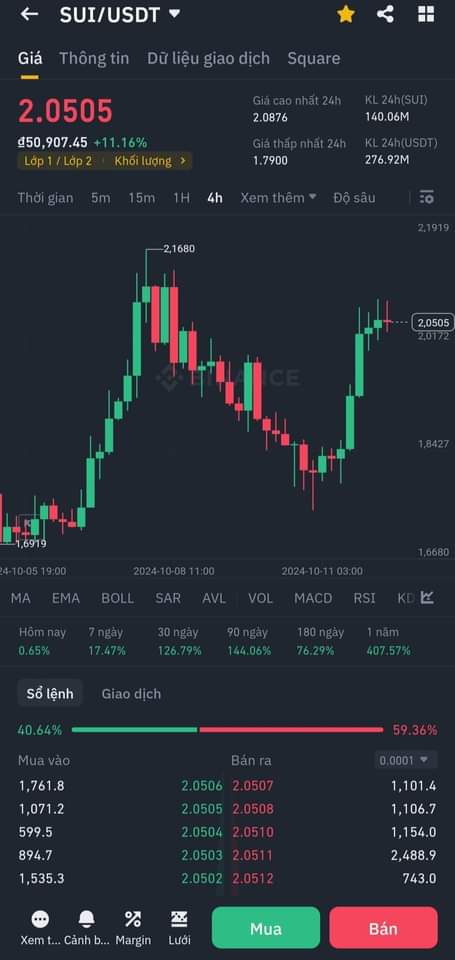 SUI/USDT
Giá Thông tin Dữ liệu giao dịch Square
2.0505
₫50,907.45 +11.16%
Lớp 1 / Lớp 2 Khối lượng
Giá cao nhất 24h KL 24h(SUI)
2.0876 140.06M
Giá thấp nhất 24h KL 24h(USDT)
1.7900 276.92M
Thời gian 5m 15m 1H 4h Xem thêm Độ sâu
2,1919
2,1680
2,0505
2,0172
BINANCE
1,8427
1,6919
1,6680
24-10-05 19:00 2024-10-08 11:00 2024-10-11 03:00
MA EMA BOLL SAR AVL VOL MACD RSI KD
Hôm nay 7 ngày 30 ngày 90 ngày 180 ngày 1 năm
0.65% 17.47% 126.79% 144.06% 76.29% 407.57%
Sổ lệnh Giao dịch
40.64% 59.36%
Mua vào Bán ra 0.0001
1,761.8 2.0506 2.0507 1,101.4
1,071.2 2.0505 2.0508 1,106.7
599.5 2.0504 2.0510 1,154.0
894.7 2.0503 2.0511 2,488.9
1,535.3 2.0502 2.0512 743.0
Xem t... Cảnh b... Margin Lưới Mua Bán